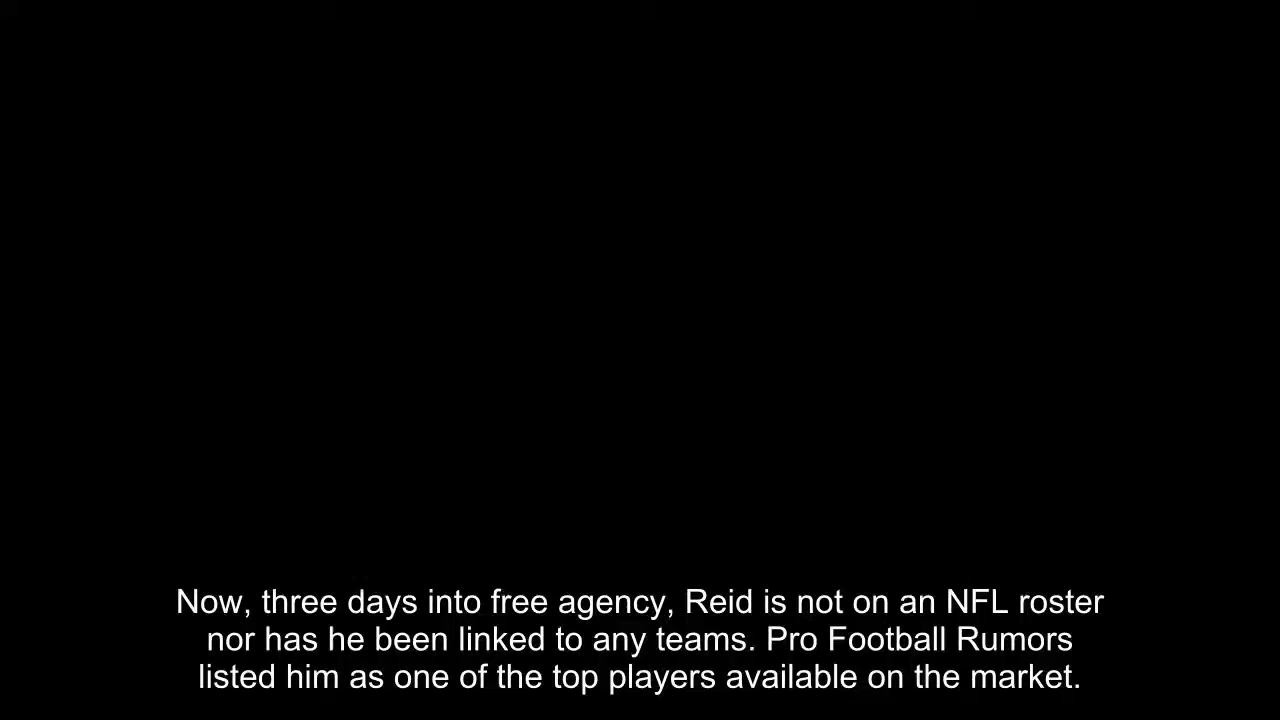 Now, three days into free agency, Reid is not on an NFL roster
nor has he been linked to any teams. Pro Football Rumors
listed him as one of the top players available on the market.